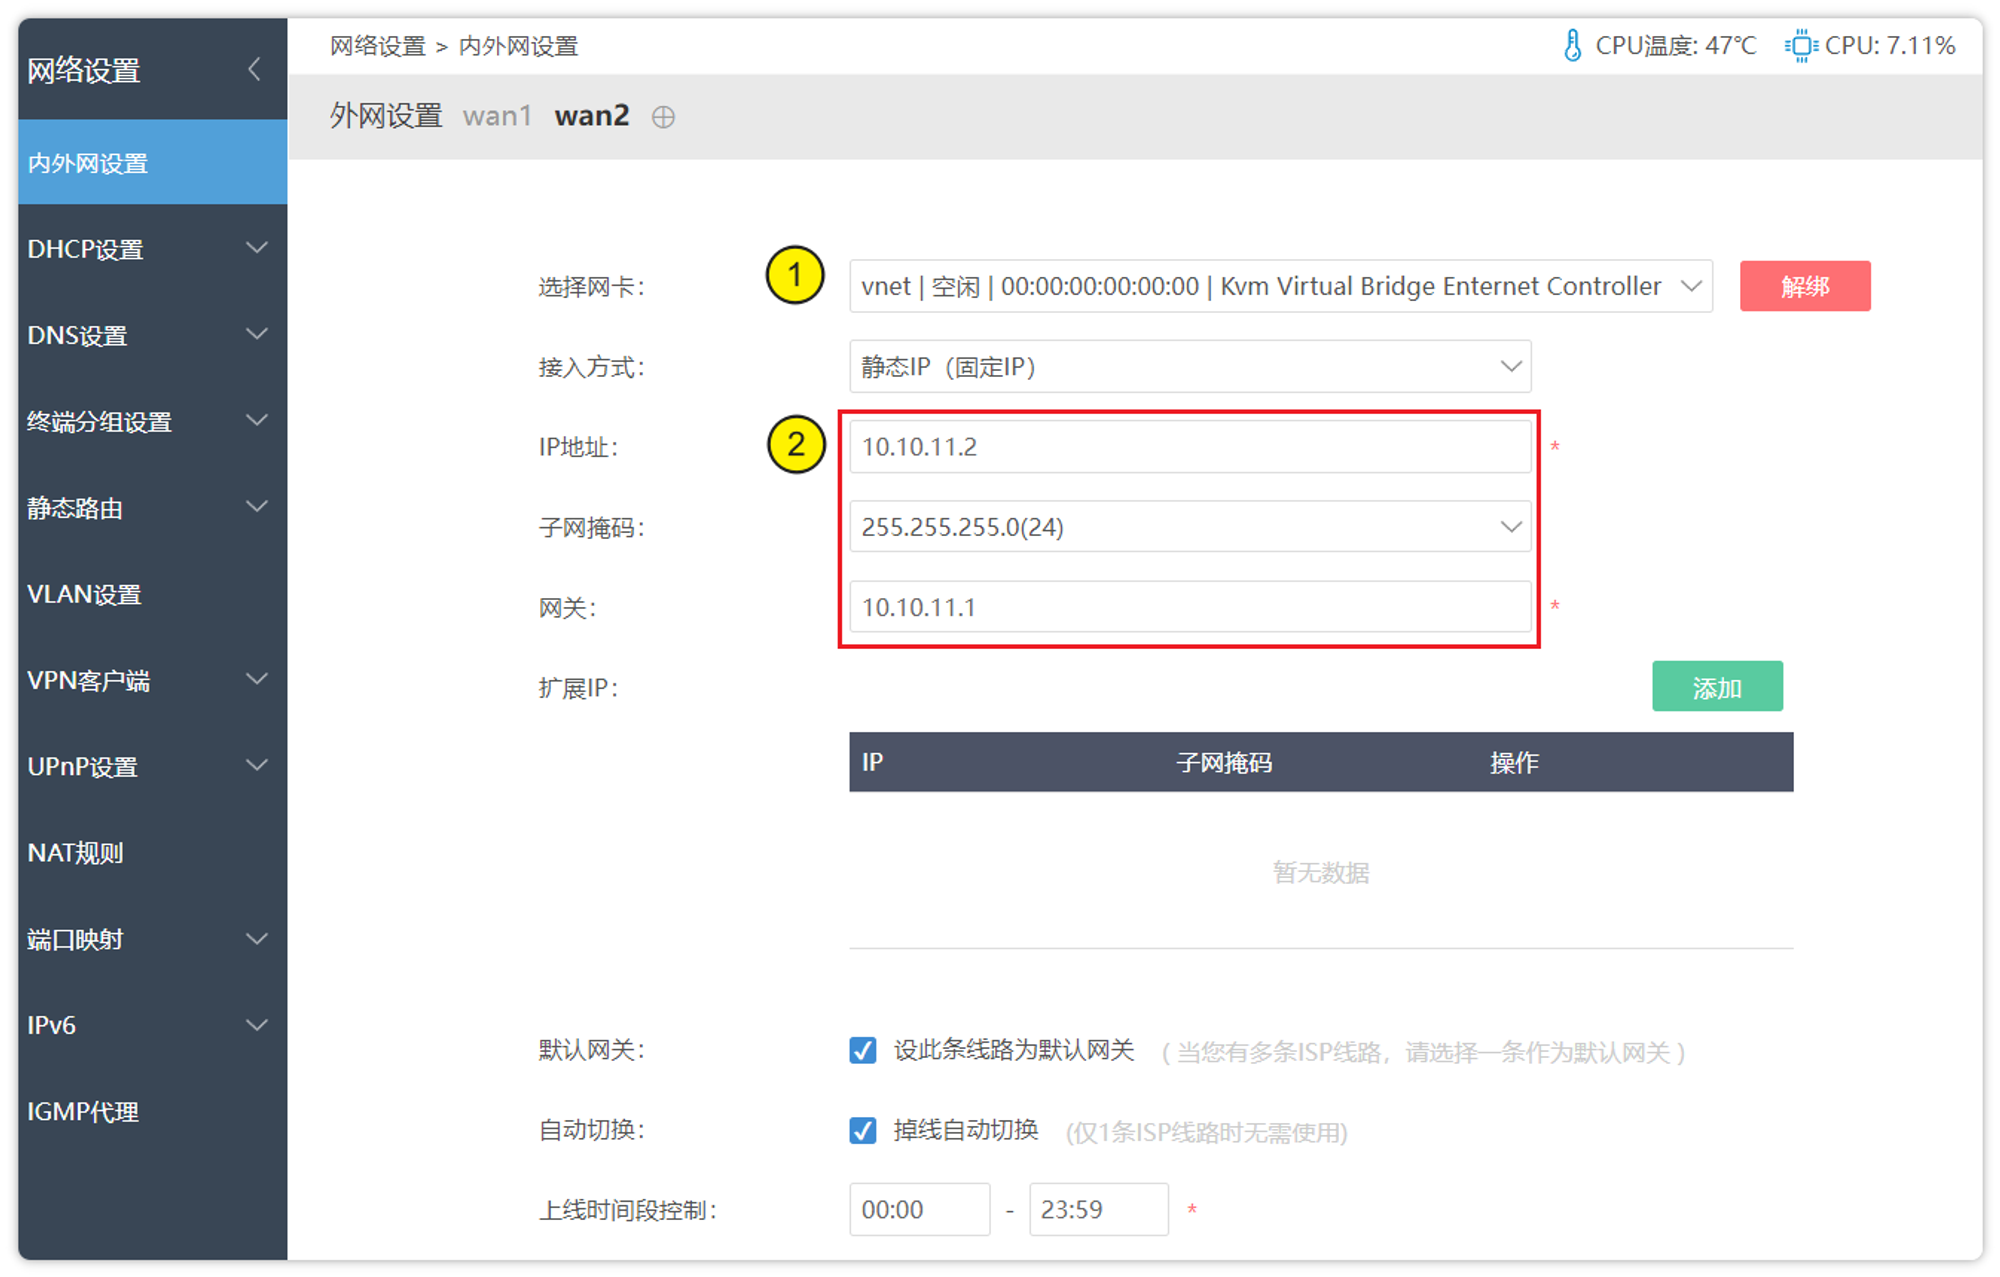 网络设置
网络设置 > 内外网设置
CPU温度: 47℃
CPU: 7.11%
外网设置 wan1 wan2
内外网设置
DHCP设置
DNS设置
终端分组设置
静态路由
VLAN设置
VPN客户端
UPnP设置
NAT规则
端口映射
IPv6
IGMP代理
选择网卡:
1
vnet | 空闲 | 00:00:00:00:00:00 | Kvm Virtual Bridge Enternet Controller
解绑
接入方式:
静态IP（固定IP）
IP地址:
2
10.10.11.2
*
子网掩码:
255.255.255.0(24)
网关:
10.10.11.1
*
扩展IP:
添加
IP 子网掩码 操作
暂无数据
默认网关:
设此条线路为默认网关 ( 当您有多条ISP线路，请选择一条作为默认网关 )
自动切换:
掉线自动切换 (仅1条ISP线路时无需使用)
上线时间段控制:
00:00 - 23:59 *